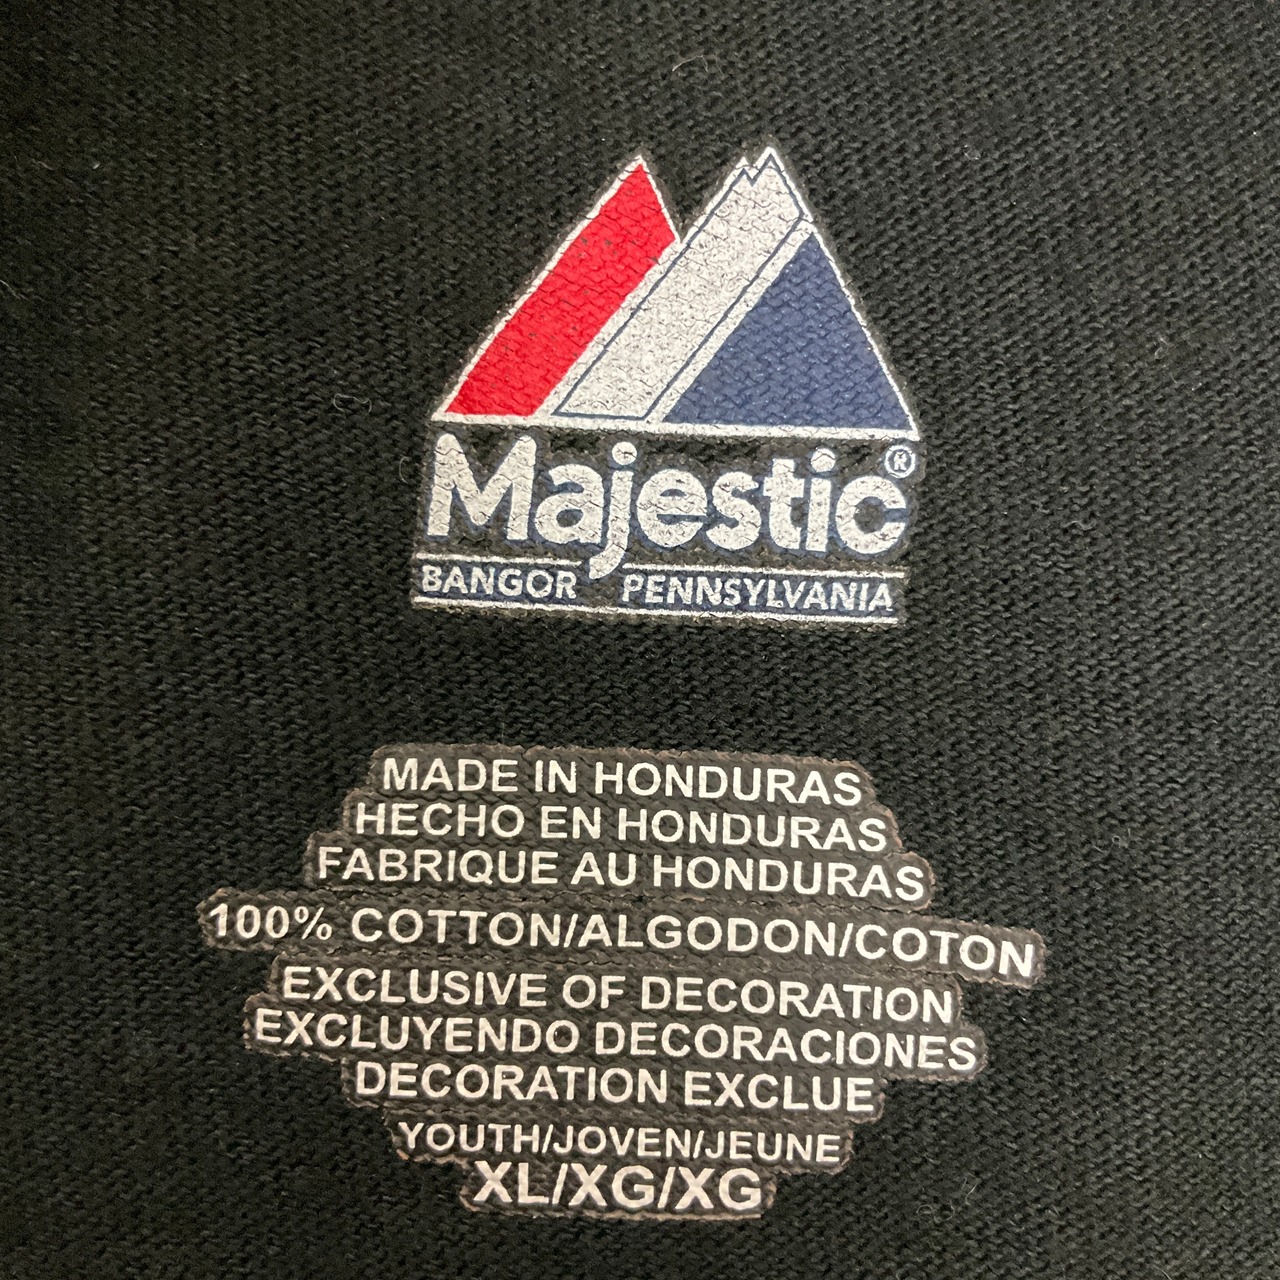 Majestic®
BANGOR PENNSYLVANIA
MADE IN HONDURAS
HECHO EN HONDURAS
FABRIQUE AU HONDURAS
100% COTTON/ALGODON/COTON
EXCLUSIVE OF DECORATION
EXCLUYENDO DECORACIONES
DECORATION EXCLUE
YOUTH/JOVEN/JEUNE
XL/XG/XG